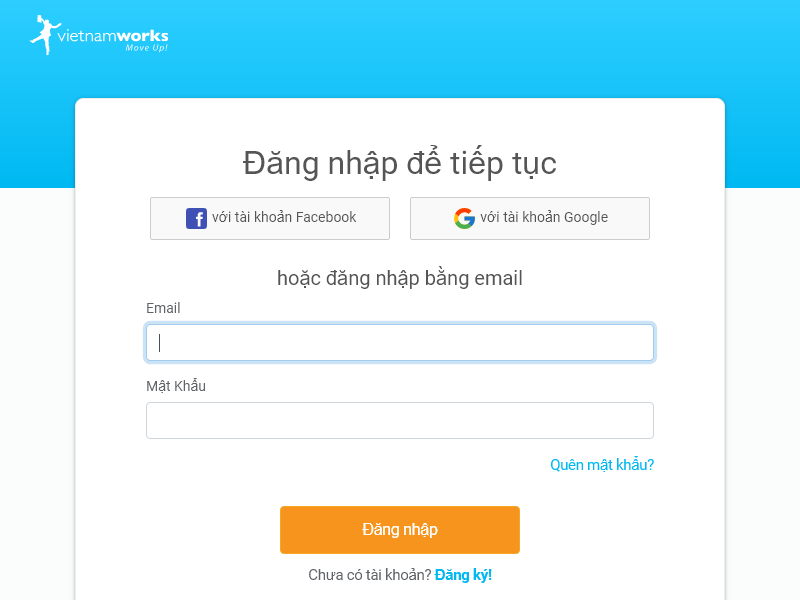 vietnamworks
Move Up!
Đăng nhập để tiếp tục
với tài khoản Facebook
với tài khoản Google
hoặc đăng nhập bằng email
Email
Mật Khẩu
Quên mật khẩu?
Đăng nhập
Chưa có tài khoản? Đăng ký!